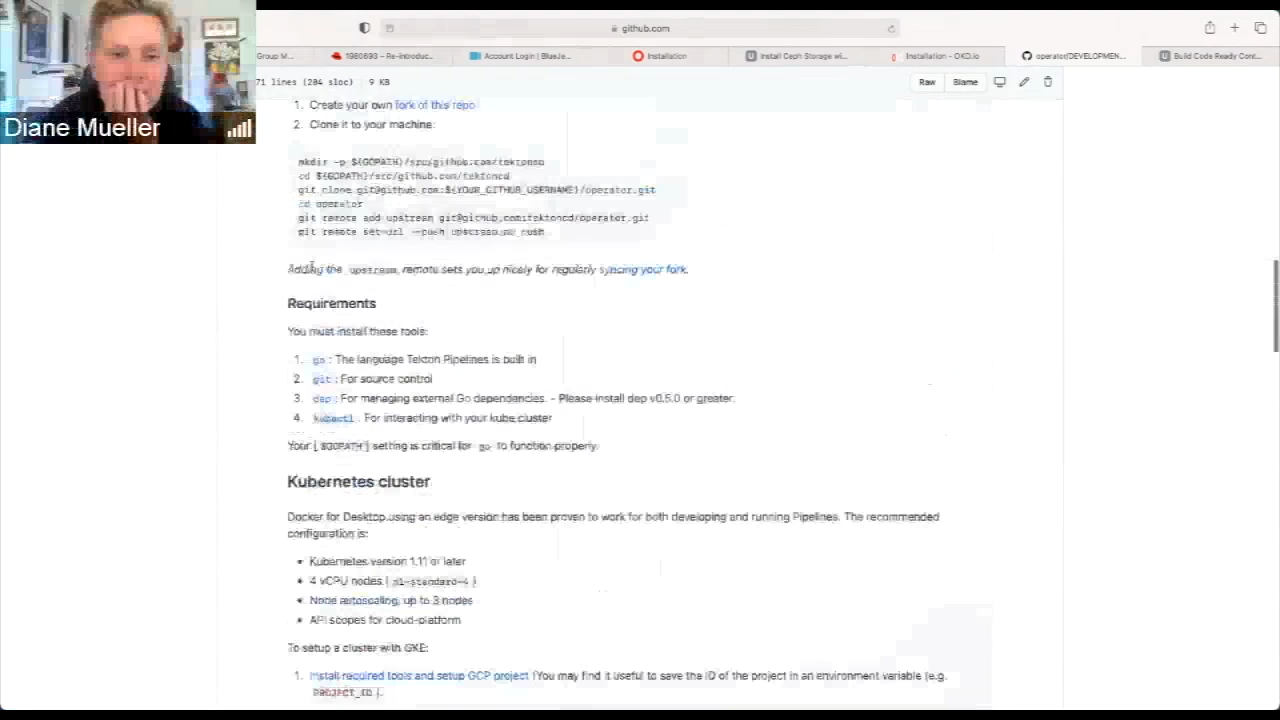 github.com
Group M...
1960693 – Re-introduc...
Account Login | BlueJe...
Installation
Install Ceph Storage wi...
Installation - OKD.io
operator/DEVELOPMEN...
Build Code Ready Cont...
Diane Mueller
71 lines (284 sloc) 9 KB
Raw
Blame
1. Create your own fork of this repo
2. Clone it to your machine:
mkdir -p ${GOPATH}/src/github.com/tektoncd
cd ${GOPATH}/src/github.com/tektoncd
git clone git@github.com:${YOUR_GITHUB_USERNAME}/operator.git
cd operator
git remote add upstream git@github.com:tektoncd/operator.git
git remote set-url --push upstream no_push
Adding the upstream remote sets you up nicely for regularly syncing your fork.
Requirements
You must install these tools:
1. go : The language Tekton Pipelines is built in
2. git : For source control
3. dep : For managing external Go dependencies. - Please Install dep v0.5.0 or greater.
4. kubectl : For interacting with your kube cluster
Your [ $GOPATH ] setting is critical for go to function properly.
Kubernetes cluster
Docker for Desktop using an edge version has been proven to work for both developing and running Pipelines. The recommended
configuration is:
• Kubernetes version 1.11 or later
• 4 vCPU nodes ( n1-standard-4 )
• Node autoscaling, up to 3 nodes
• API scopes for cloud-platform
To setup a cluster with GKE:
1. Install required tools and setup GCP project (You may find it useful to save the ID of the project in an environment variable (e.g.
PROJECT_ID ).